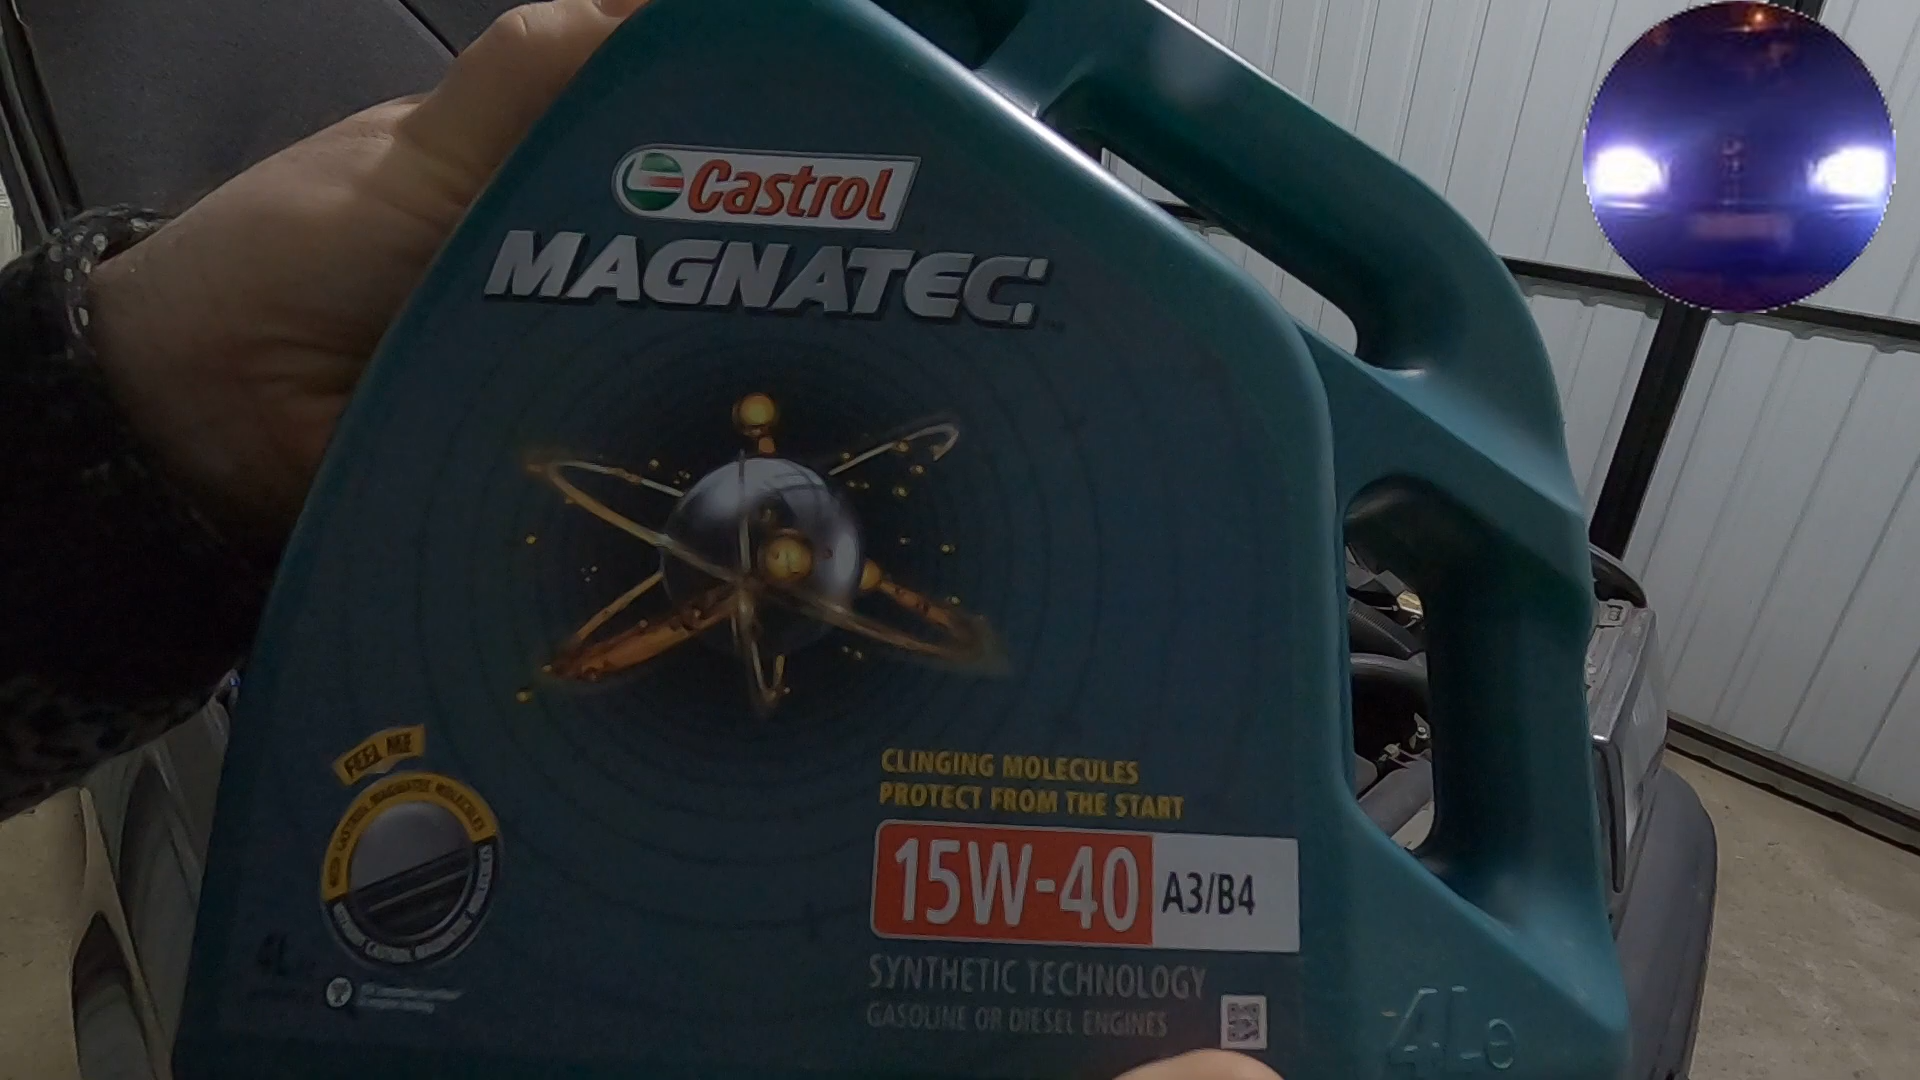 Castrol
MAGNATEC
FEEL ME
CLINGING MOLECULES
PROTECT FROM THE START
15W-40 A3/B4
SYNTHETIC TECHNOLOGY
GASOLINE OR DIESEL ENGINES
4L
4L e